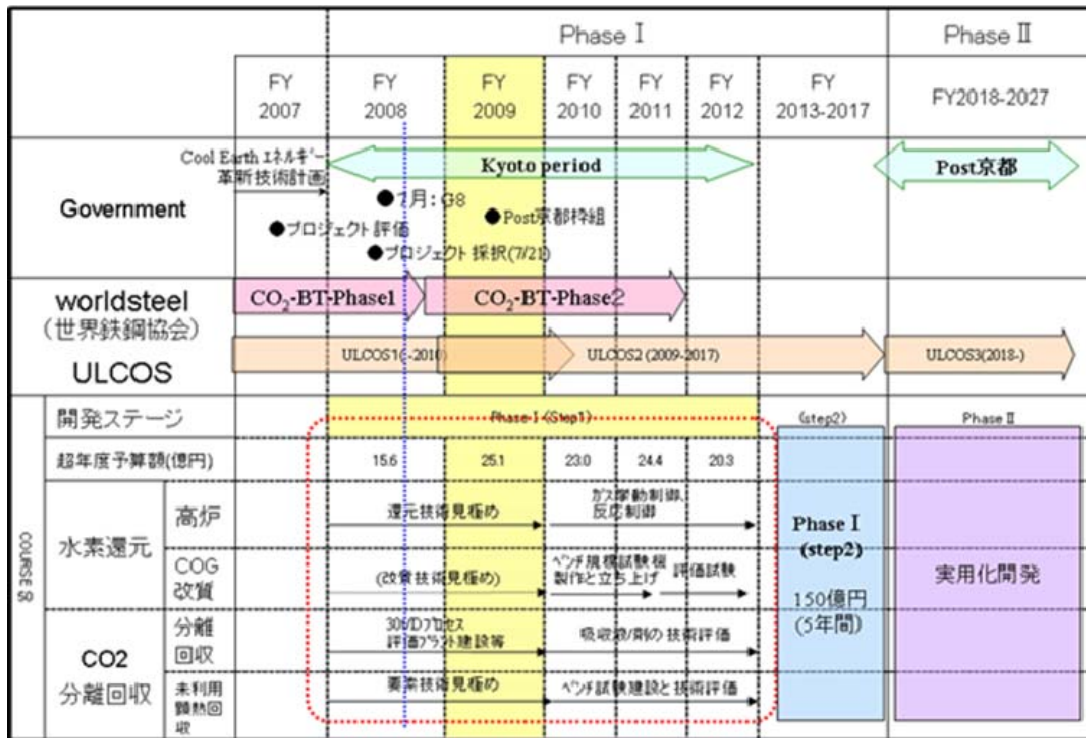 Phase Ⅰ
Phase Ⅱ
FY 2007
FY 2008
FY 2009
FY 2010
FY 2011
FY 2012
FY 2013-2017
FY2018-2027
Government
Cool Earth エネルギー
革新技術計画
Kyoto period
Post京都
7月:G8
Post京都枠組
プロジェクト 評価
プロジェクト 採択(7/21)
worldsteel
(世界鉄鋼協会)
CO2-BT-Phase1
CO2-BT-Phase2
ULCOS
ULCOS1( -2010)
ULCOS2 (2009-2017)
ULCOS3(2018-)
COURSE50
開発ステージ
Phase-Ⅰ (Step1)
(step2)
Phase Ⅱ
超年度予算額(億円)
15.6
25.1
23.0
24.4
20.3
水素還元
高炉
還元技術見極め
ガス挙動制御、
反応制御
COG
改質
(改質技術見極め)
ベンチ規模試験機
製作と立ち上げ
評価試験
CO2
分離回収
分離
回収
30t/Dプロセス
評価プラント建設等
吸収液/剤の技術評価
未利用
顕熱回
収
要素技術見極め
ベンチ試験建設と技術評価
Phase Ⅰ
(step2)
150億円
(5年間)
実用化開発